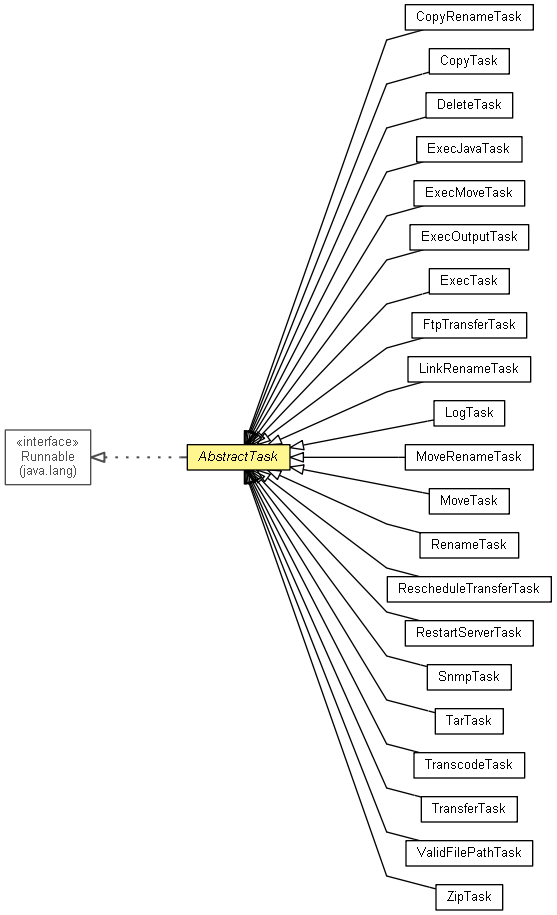 CopyRenameTask
CopyTask
DeleteTask
ExecJavaTask
ExecMoveTask
ExecOutputTask
ExecTask
FtpTransferTask
LinkRenameTask
LogTask
«interface»
Runnable
(java.lang)
AbstractTask
MoveRenameTask
MoveTask
RenameTask
RescheduleTransferTask
RestartServerTask
SnmpTask
TarTask
TranscodeTask
TransferTask
ValidFilePathTask
ZipTask